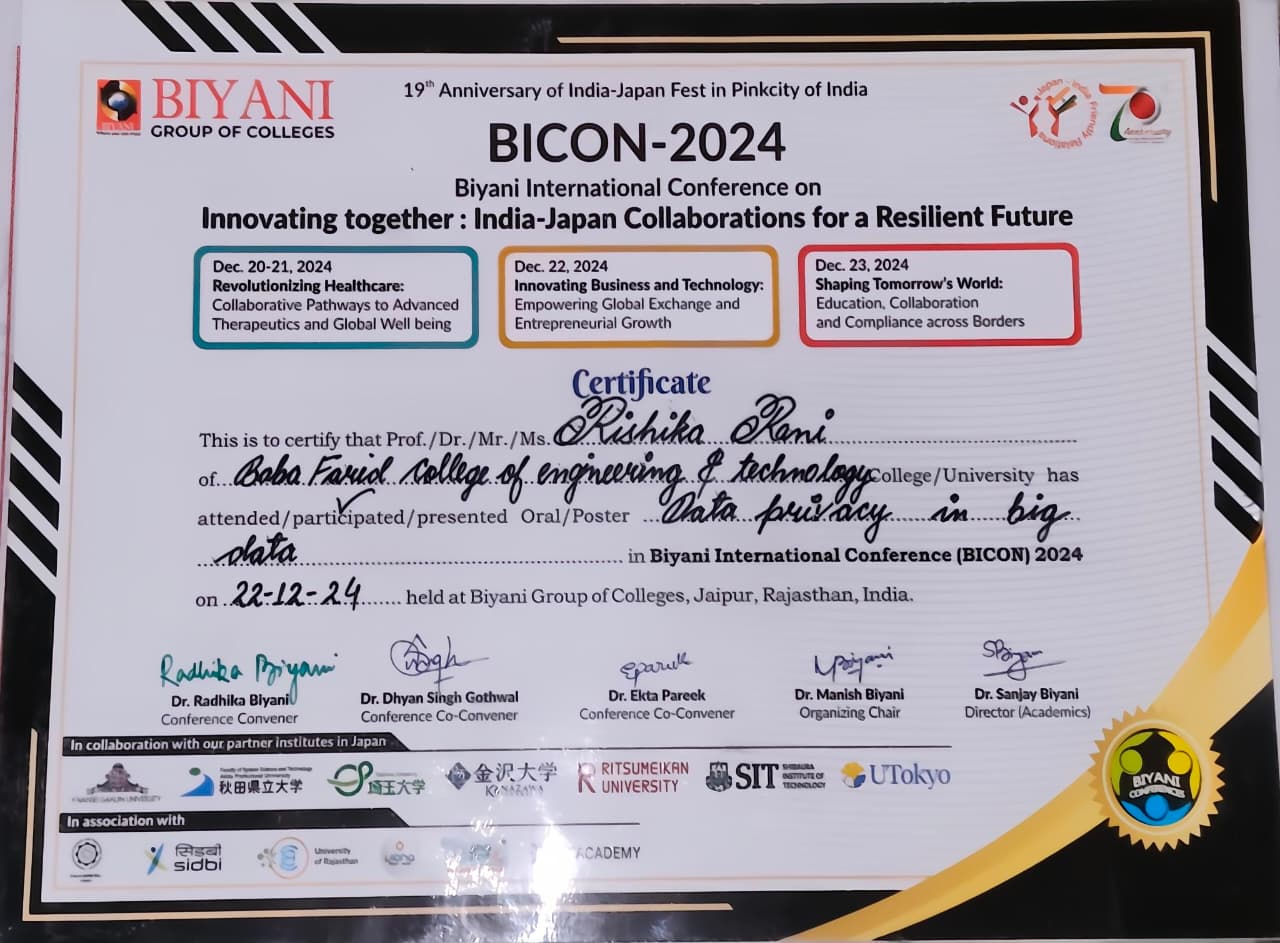 BIYANI
GROUP OF COLLEGES
BIYANI
19th Anniversary of India-Japan Fest in Pinkcity of India
Japan - India Friendly Relations
70
BICON-2024
Biyani International Conference on
Innovating together : India-Japan Collaborations for a Resilient Future
Dec. 20-21, 2024
Revolutionizing Healthcare:
Collaborative Pathways to Advanced
Therapeutics and Global Well being
Dec. 22, 2024
Innovating Business and Technology:
Empowering Global Exchange and
Entrepreneurial Growth
Dec. 23, 2024
Shaping Tomorrow's World:
Education, Collaboration
and Compliance across Borders
Certificate
This is to certify that Prof./Dr./Mr./Ms. Rishika Rani
of Baba Farid College of engineering & technology College/University has
attended/participated/presented Oral/Poster Data privacy in big
data in Biyani International Conference (BICON) 2024
on 22-12-24 held at Biyani Group of Colleges, Jaipur, Rajasthan, India.
Radhika Biyani
Dr. Radhika Biyani
Conference Convener
Dr. Dhyan Singh Gothwal
Conference Co-Convener
Dr. Ekta Pareek
Conference Co-Convener
Dr. Manish Biyani
Organizing Chair
Dr. Sanjay Biyani
Director (Academics)
In collaboration with our partner institutes in Japan
秋田県立大学
埼玉大学
金沢大学
KANAZAWA
RITSUMEIKAN
UNIVERSITY
SIT SHIBAURA
INSTITUTE OF
TECHNOLOGY
UTokyo
BIYANI
CONFERENCES
In association with
सिडबी
sidbi
University
of Rajasthan
ACADEMY